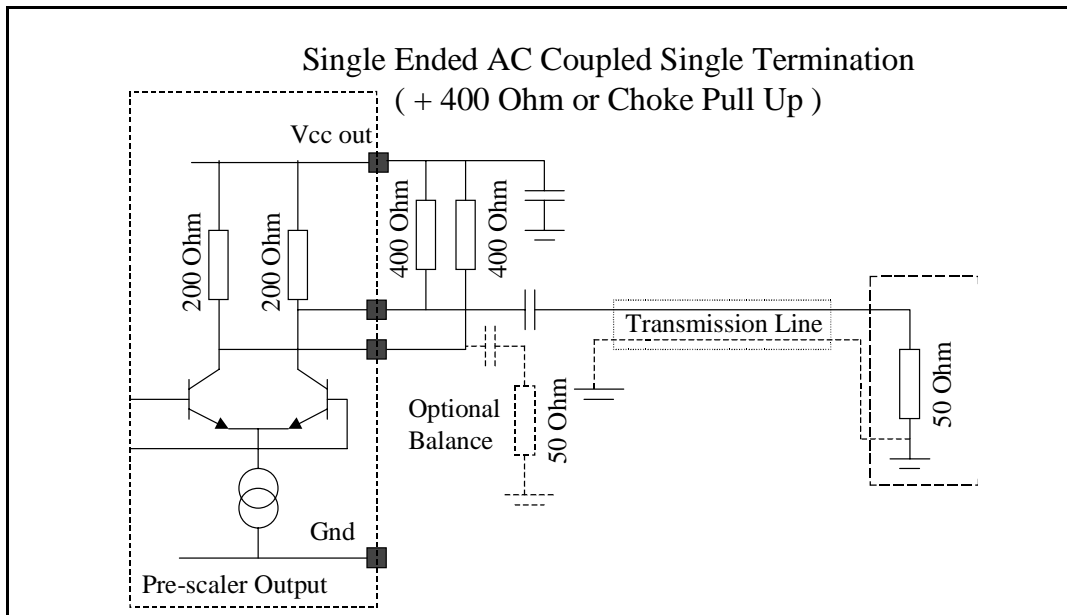 Single Ended AC Coupled Single Termination
( + 400 Ohm or Choke Pull Up )
Vcc out
200 Ohm
200 Ohm
400 Ohm
400 Ohm
Transmission Line
Optional
Balance
50 Ohm
50 Ohm
Gnd
Pre-scaler Output